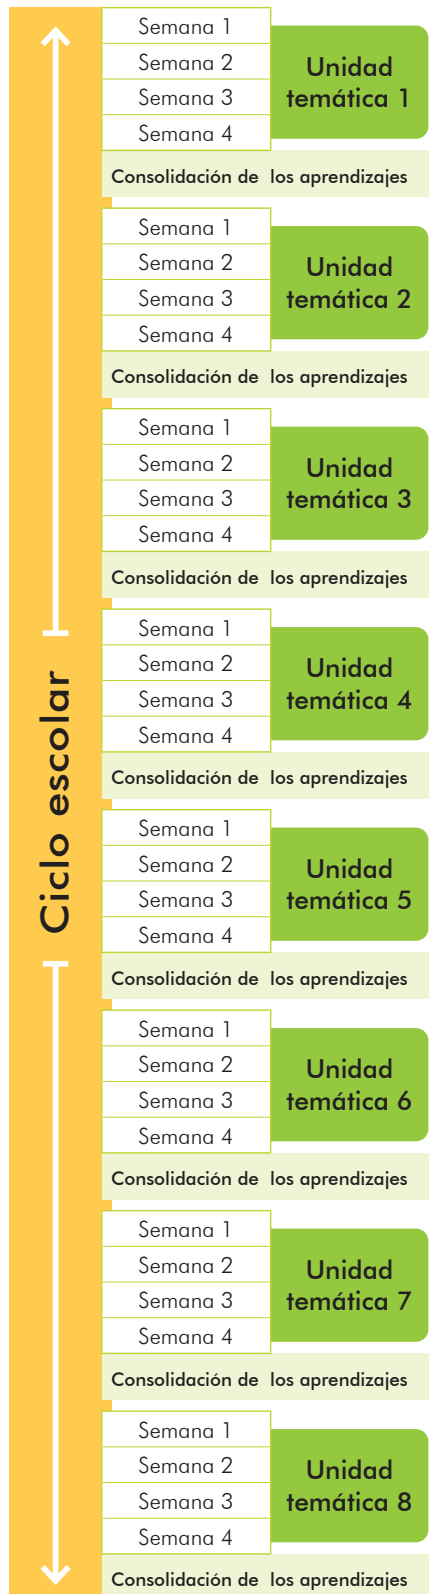 Ciclo escolar
Semana 1
Semana 2
Semana 3
Semana 4
Unidad
temática 1
Consolidación de los aprendizajes
Semana 1
Semana 2
Semana 3
Semana 4
Unidad
temática 2
Consolidación de los aprendizajes
Semana 1
Semana 2
Semana 3
Semana 4
Unidad
temática 3
Consolidación de los aprendizajes
Semana 1
Semana 2
Semana 3
Semana 4
Unidad
temática 4
Consolidación de los aprendizajes
Semana 1
Semana 2
Semana 3
Semana 4
Unidad
temática 5
Consolidación de los aprendizajes
Semana 1
Semana 2
Semana 3
Semana 4
Unidad
temática 6
Consolidación de los aprendizajes
Semana 1
Semana 2
Semana 3
Semana 4
Unidad
temática 7
Consolidación de los aprendizajes
Semana 1
Semana 2
Semana 3
Semana 4
Unidad
temática 8
Consolidación de los aprendizajes